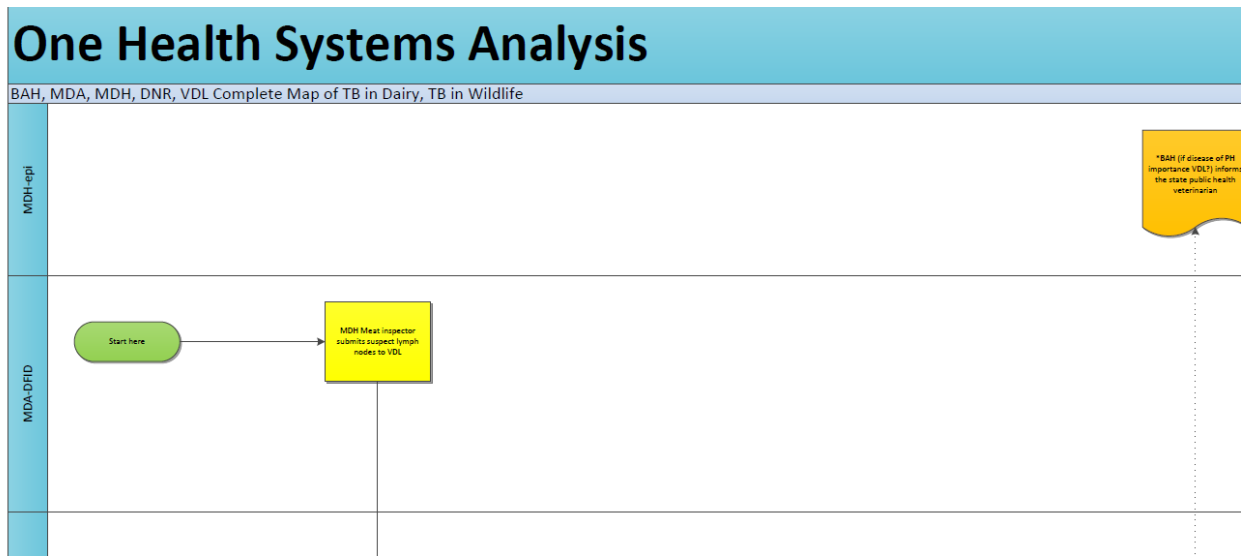 One Health Systems Analysis
BAH, MDA, MDH, DNR, VDL Complete Map of TB in Dairy, TB in Wildlife
MDH-epi
*BAH (if disease of PH
importance VDL?) informs
the state public health
veterinarian
MDA-DFID
Start here
MDH Meat inspector
submits suspect lymph
nodes to VDL